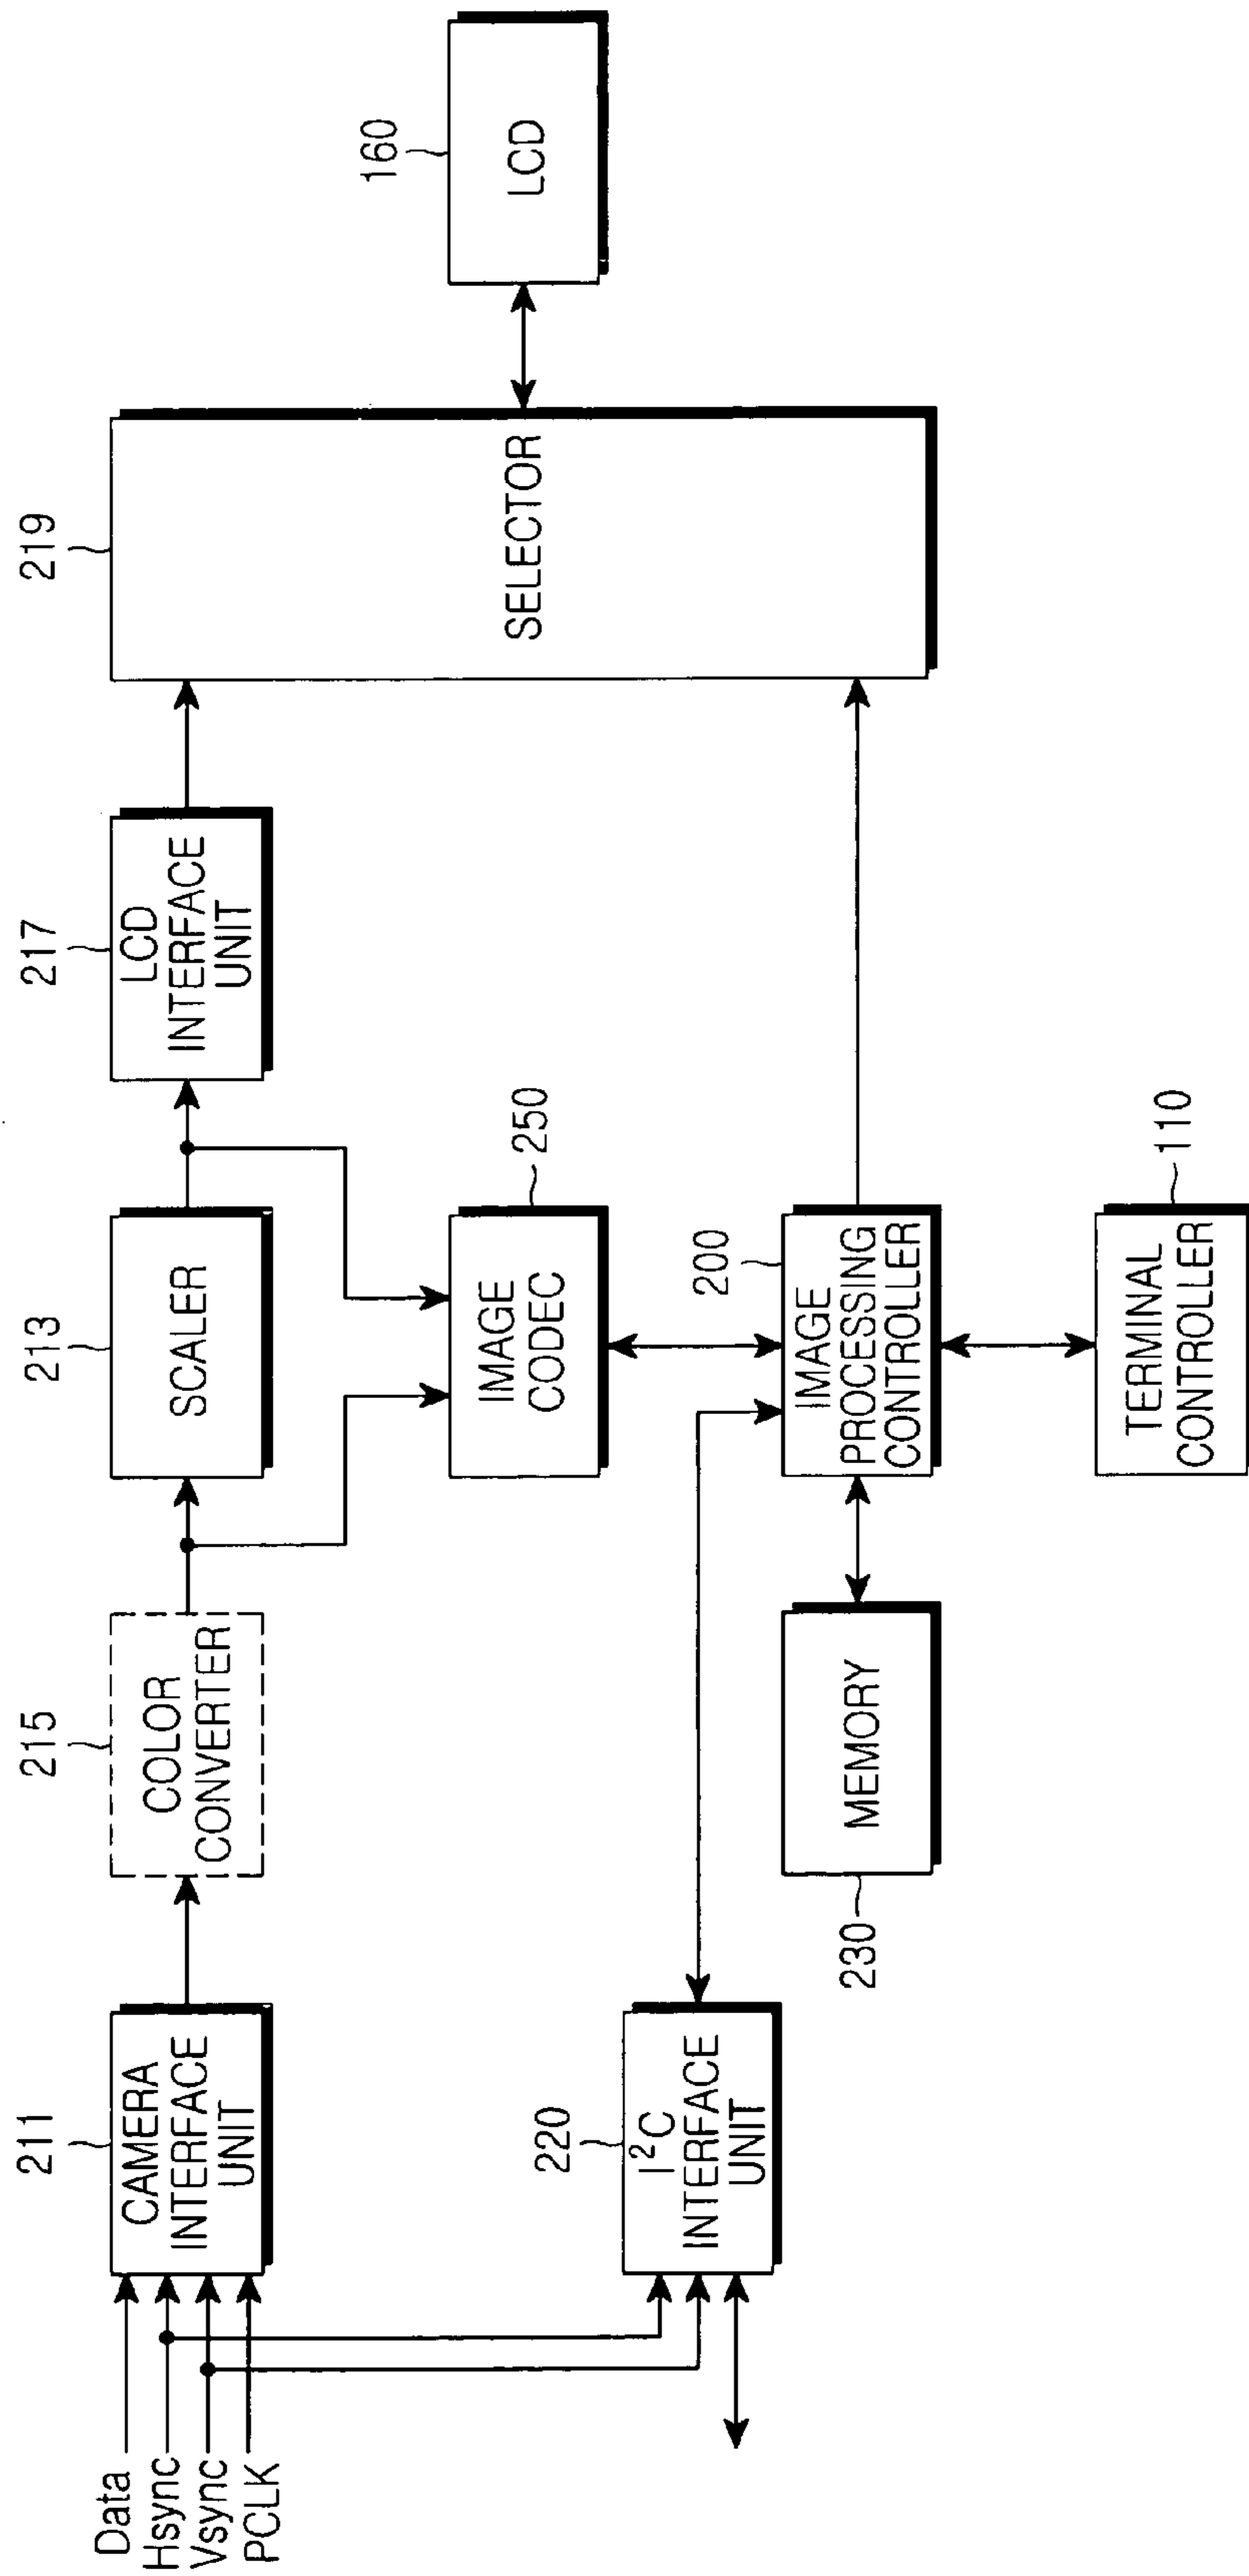 Data
Hsync
Vsync
PCLK
211
CAMERA
INTERFACE
UNIT
215
COLOR
CONVERTER
213
SCALER
217
LCD
INTERFACE
UNIT
219
SELECTOR
160
LCD
250
IMAGE
CODEC
220
I²C
INTERFACE
UNIT
200
IMAGE
PROCESSING
CONTROLLER
230
MEMORY
110
TERMINAL
CONTROLLER